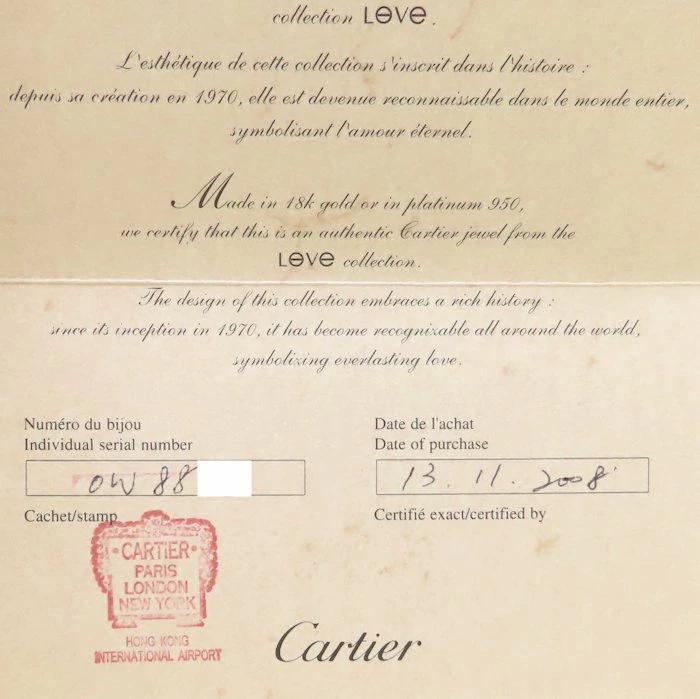 collection LOVE.
L'esthétique de cette collection s'inscrit dans l'histoire :
depuis sa création en 1970, elle est devenue reconnaissable dans le monde entier,
symbolisant l'amour éternel.
Made in 18k gold or in platinum 950,
we certify that this is an authentic Cartier jewel from the
LOVE collection.
The design of this collection embraces a rich history :
since its inception in 1970, it has become recognizable all around the world,
symbolizing everlasting love.
Numéro du bijou
Individual serial number
OW 88
Cachet/stamp
Date de l'achat
Date of purchase
13. 11. 2008
Certifié exact/certified by
CARTIER
PARIS
LONDON
NEW YORK
HONG KONG
INTERNATIONAL AIRPORT
Cartier